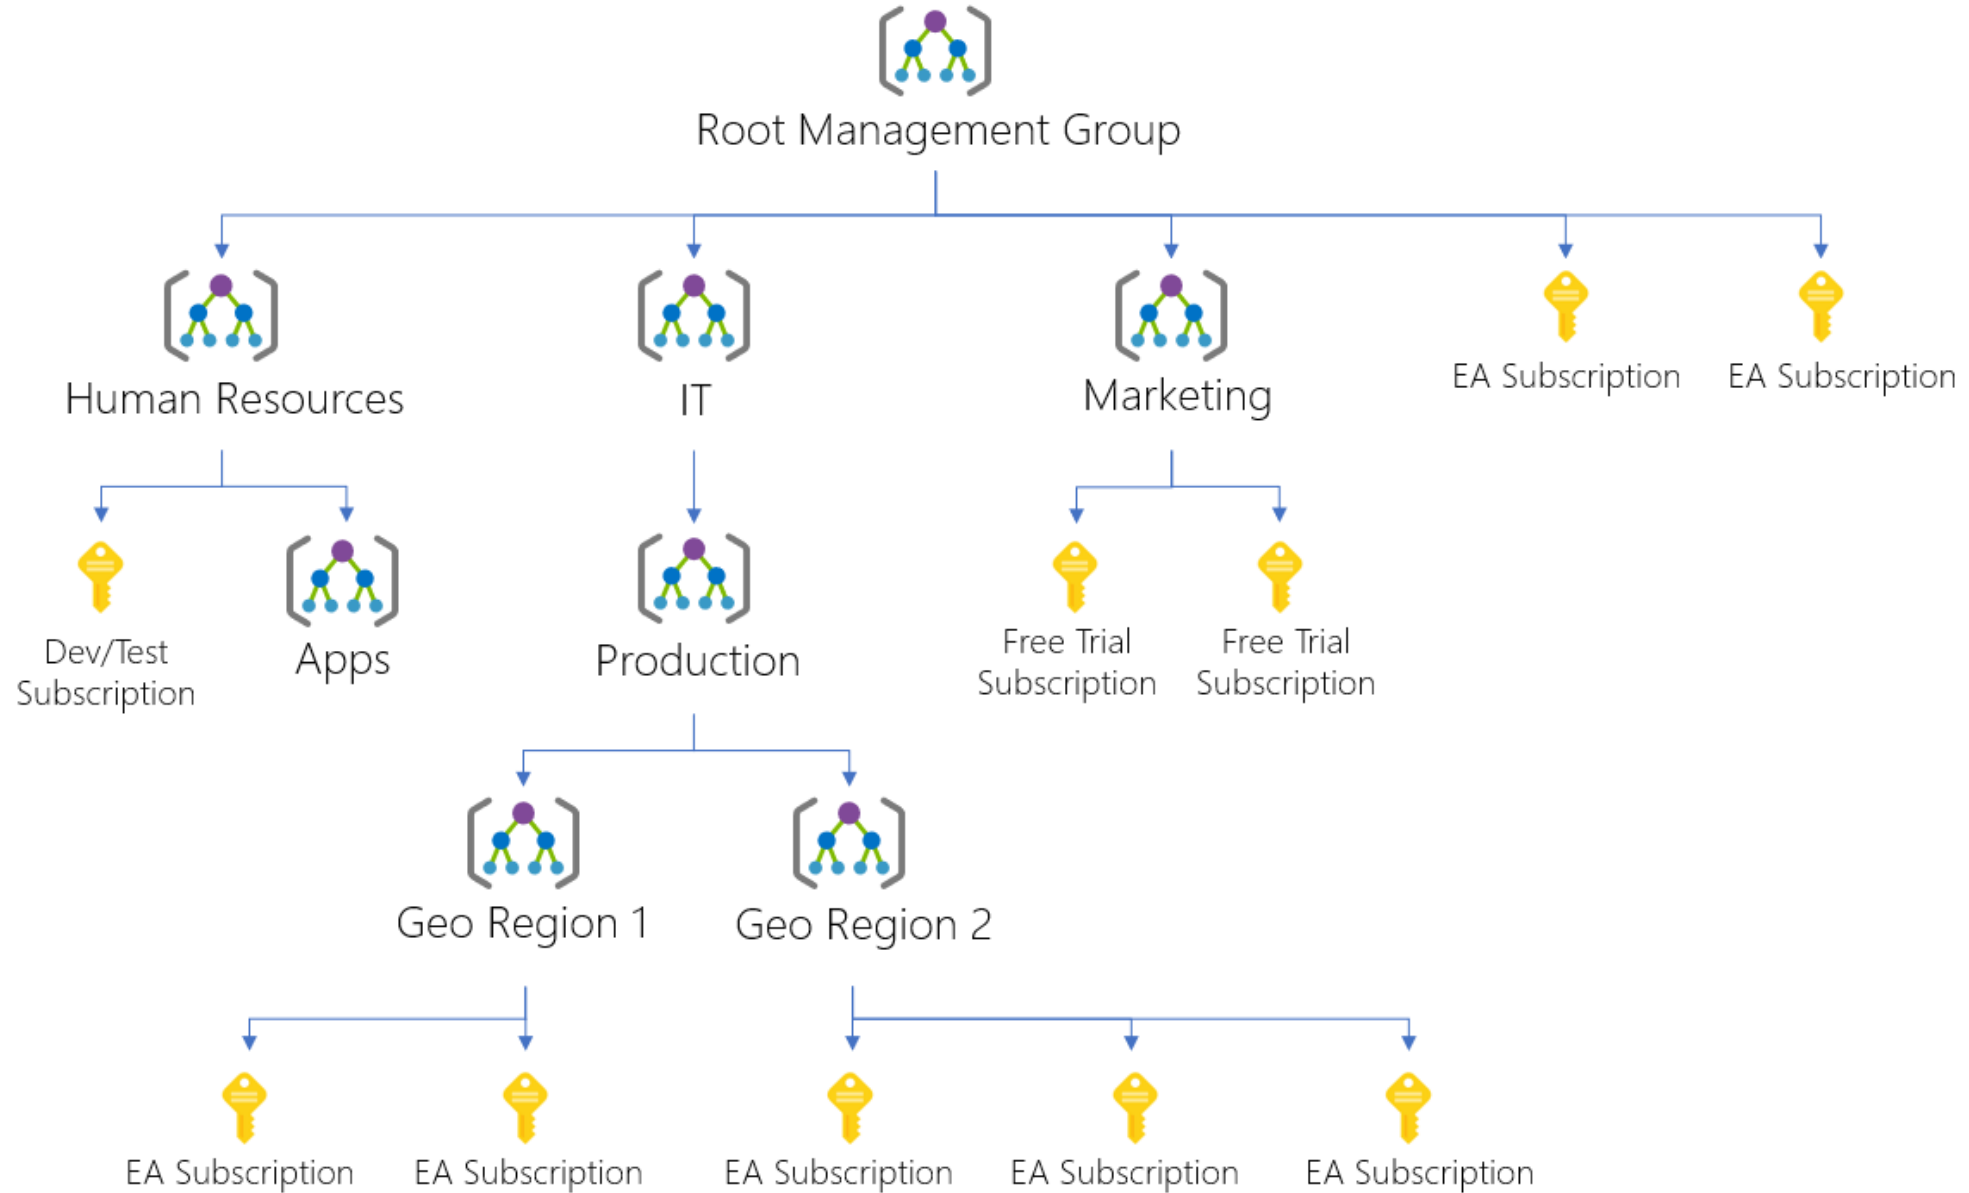 Root Management Group
Human Resources
IT
Marketing
EA Subscription
EA Subscription
Dev/Test
Subscription
Apps
Production
Free Trial
Subscription
Free Trial
Subscription
Geo Region 1
Geo Region 2
EA Subscription
EA Subscription
EA Subscription
EA Subscription
EA Subscription